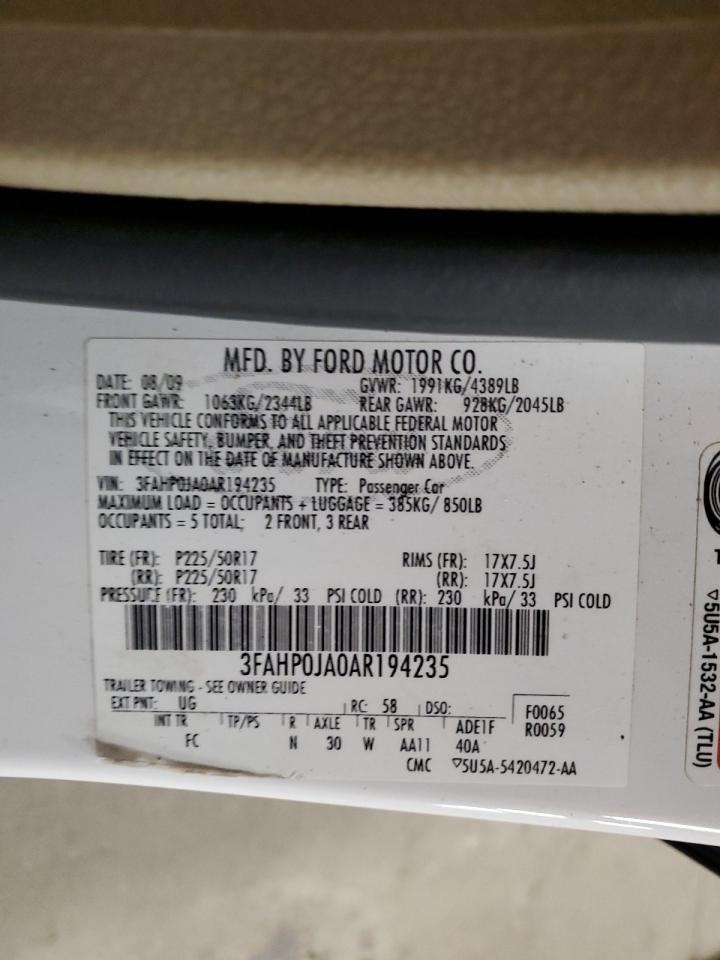 MFD. BY FORD MOTOR CO.
DATE: 08/09 GVWR: 1991KG/4389LB
FRONT GAWR: 1063KG/2344LB REAR GAWR: 928KG/2045LB
THIS VEHICLE CONFORMS TO ALL APPLICABLE FEDERAL MOTOR
VEHICLE SAFETY, BUMPER, AND THEFT PREVENTION STANDARDS
IN EFFECT ON THE DATE OF MANUFACTURE SHOWN ABOVE.
VIN: 3FAHP0JA0AR194235 TYPE: Passenger Car
MAXIMUM LOAD = OCCUPANTS + LUGGAGE = 385KG/ 850LB
OCCUPANTS = 5 TOTAL; 2 FRONT, 3 REAR
TIRE (FR): P225/50R17 RIMS (FR): 17X7.5J
(RR): P225/50R17 (RR): 17X7.5J
PRESSURE (FR): 230 kPa/ 33 PSI COLD (RR): 230 kPa/ 33 PSI COLD
3FAHP0JA0AR194235
TRAILER TOWING - SEE OWNER GUIDE
EXT PNT: UG RC: 58 DSO: F0065
INT TR TP/PS R AXLE TR SPR ADE1F R0059
FC N 30 W AA11 40A
CMC ▽5U5A-5420472-AA
▽5U5A-1532-AA (TLU)